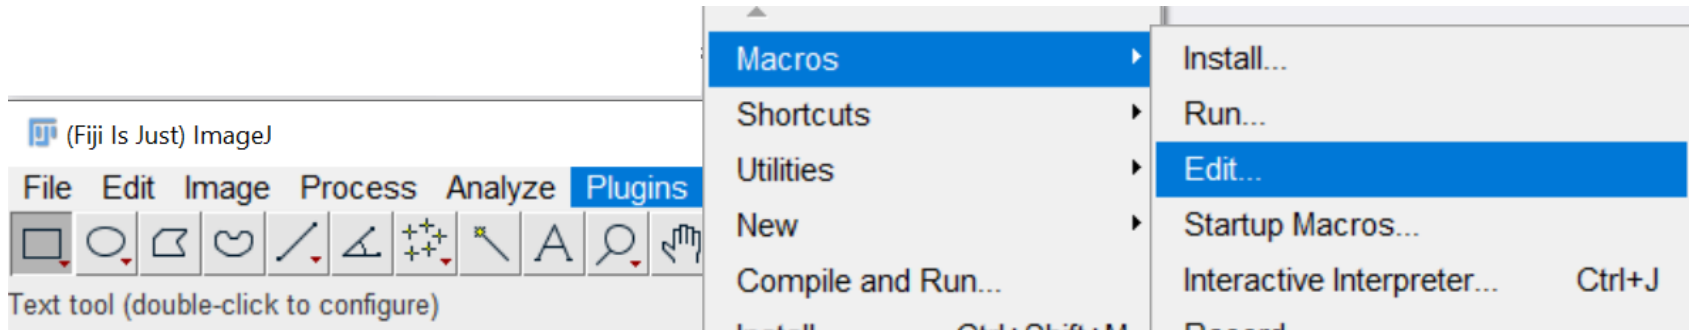 (Fiji Is Just) ImageJ
File Edit Image Process Analyze Plugins
Text tool (double-click to configure)
Macros
Shortcuts
Utilities
New
Compile and Run...
Install...
Run...
Edit...
Startup Macros...
Interactive Interpreter... Ctrl+J